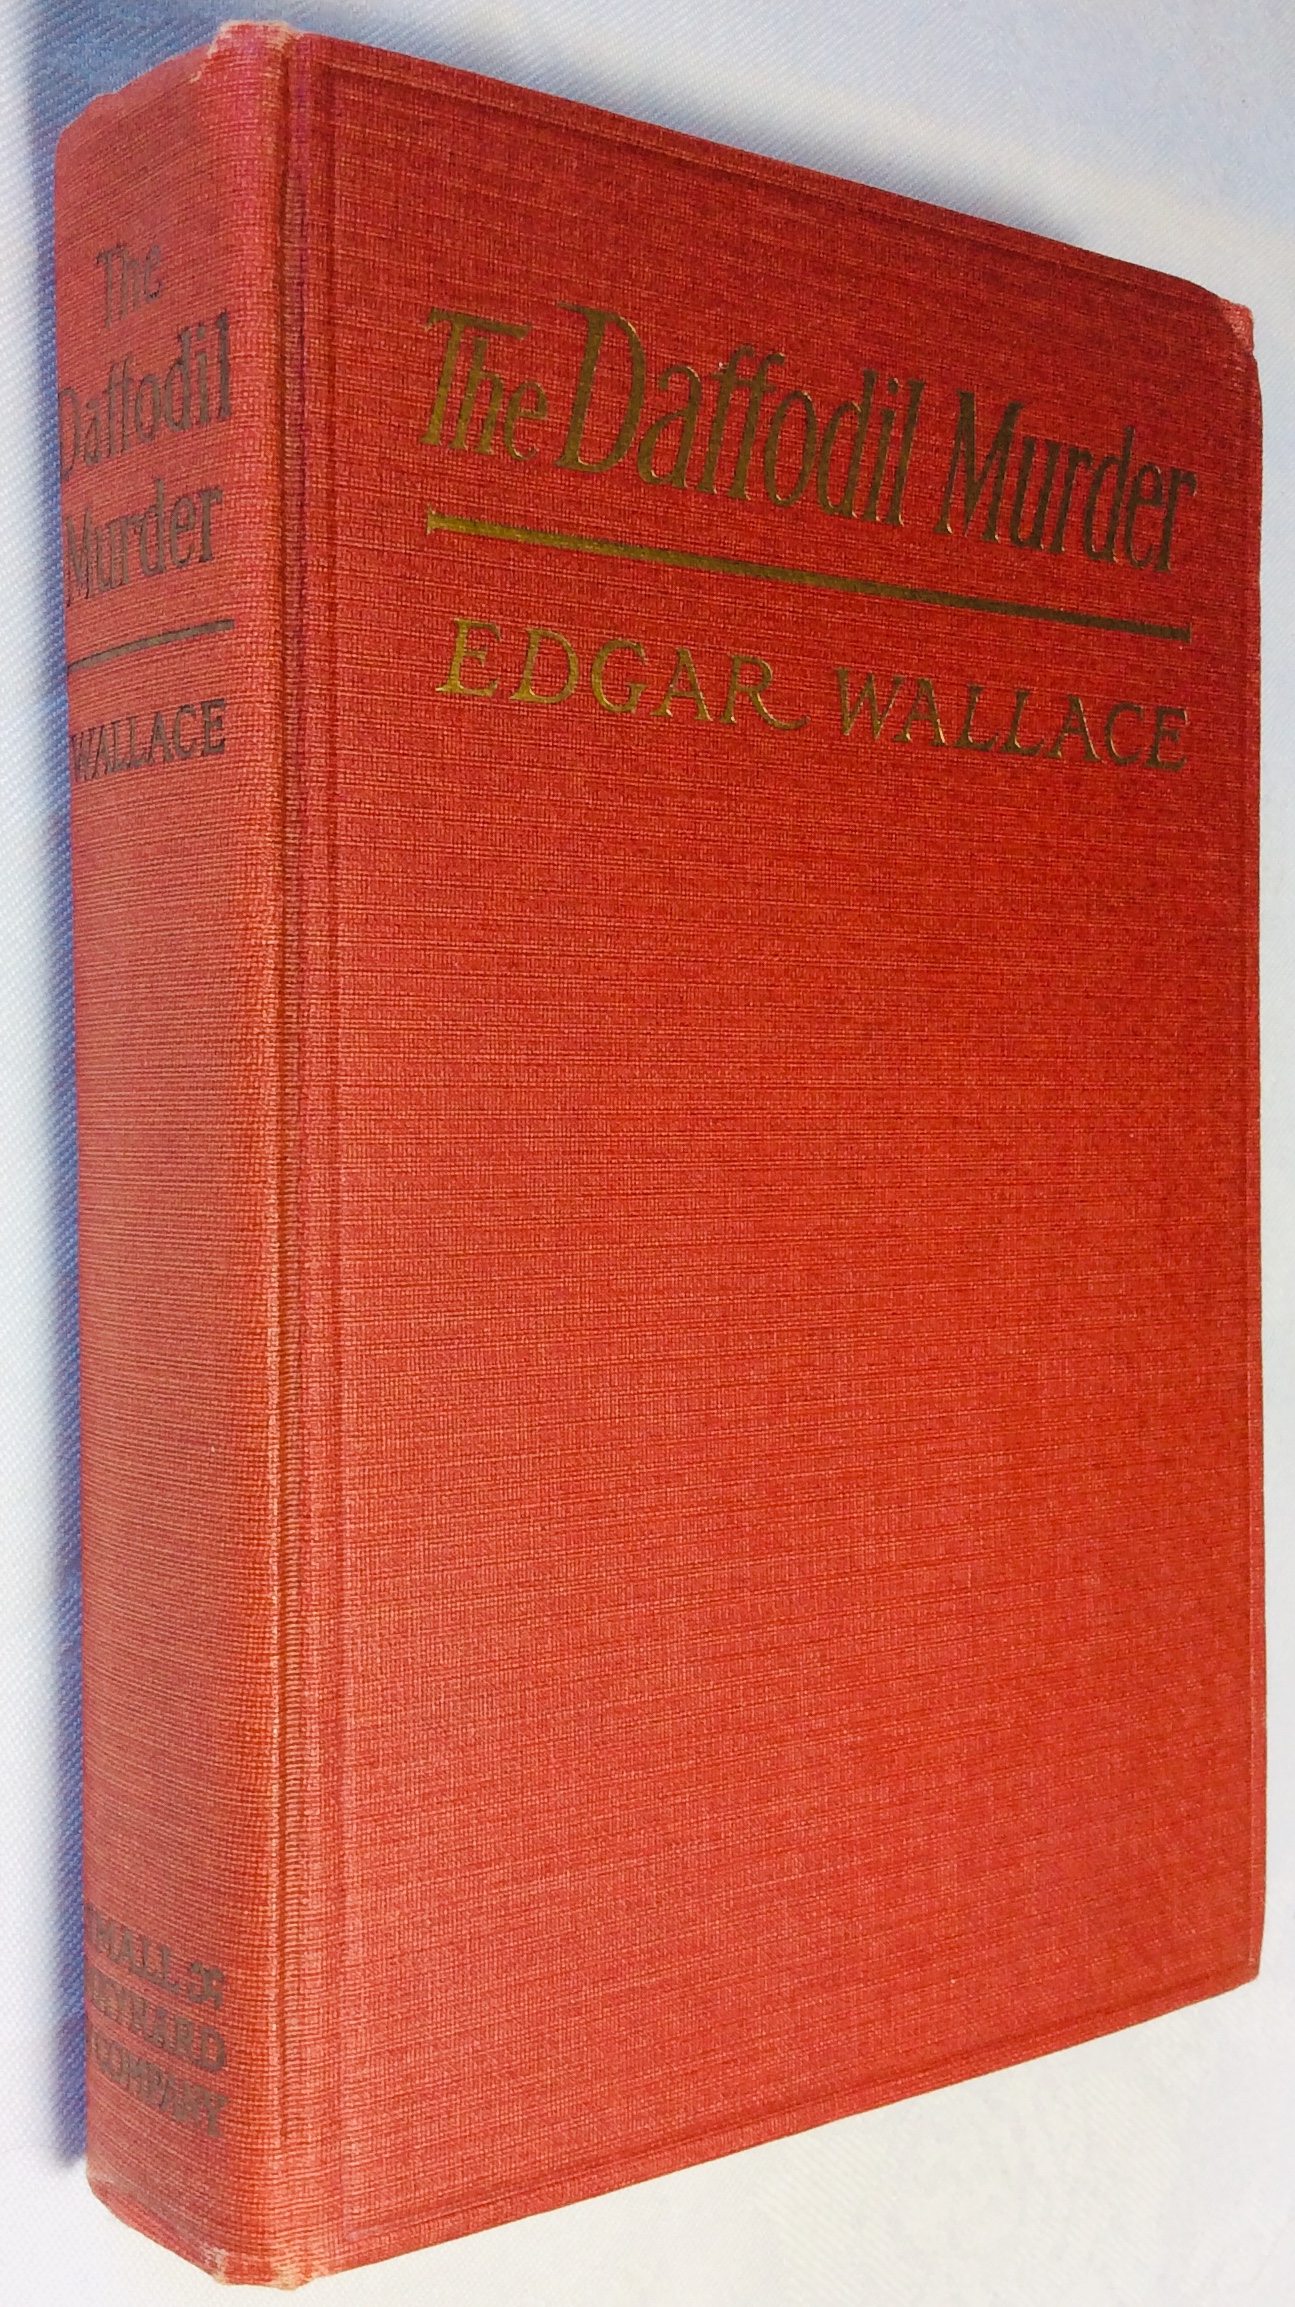 The
Daffodil
Murder
WALLACE
SMALL &
MAYNARD
COMPANY
The Daffodil Murder
EDGAR WALLACE